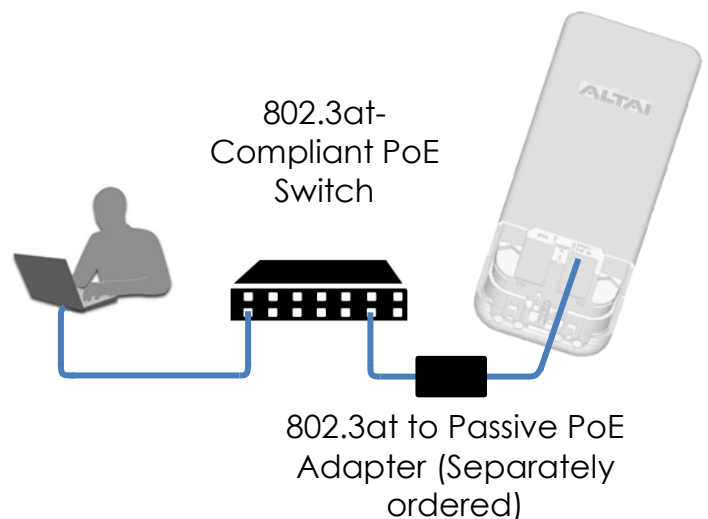 ALTAI
802.3at-
Compliant PoE
Switch
802.3at to Passive PoE
Adapter (Separately
ordered)